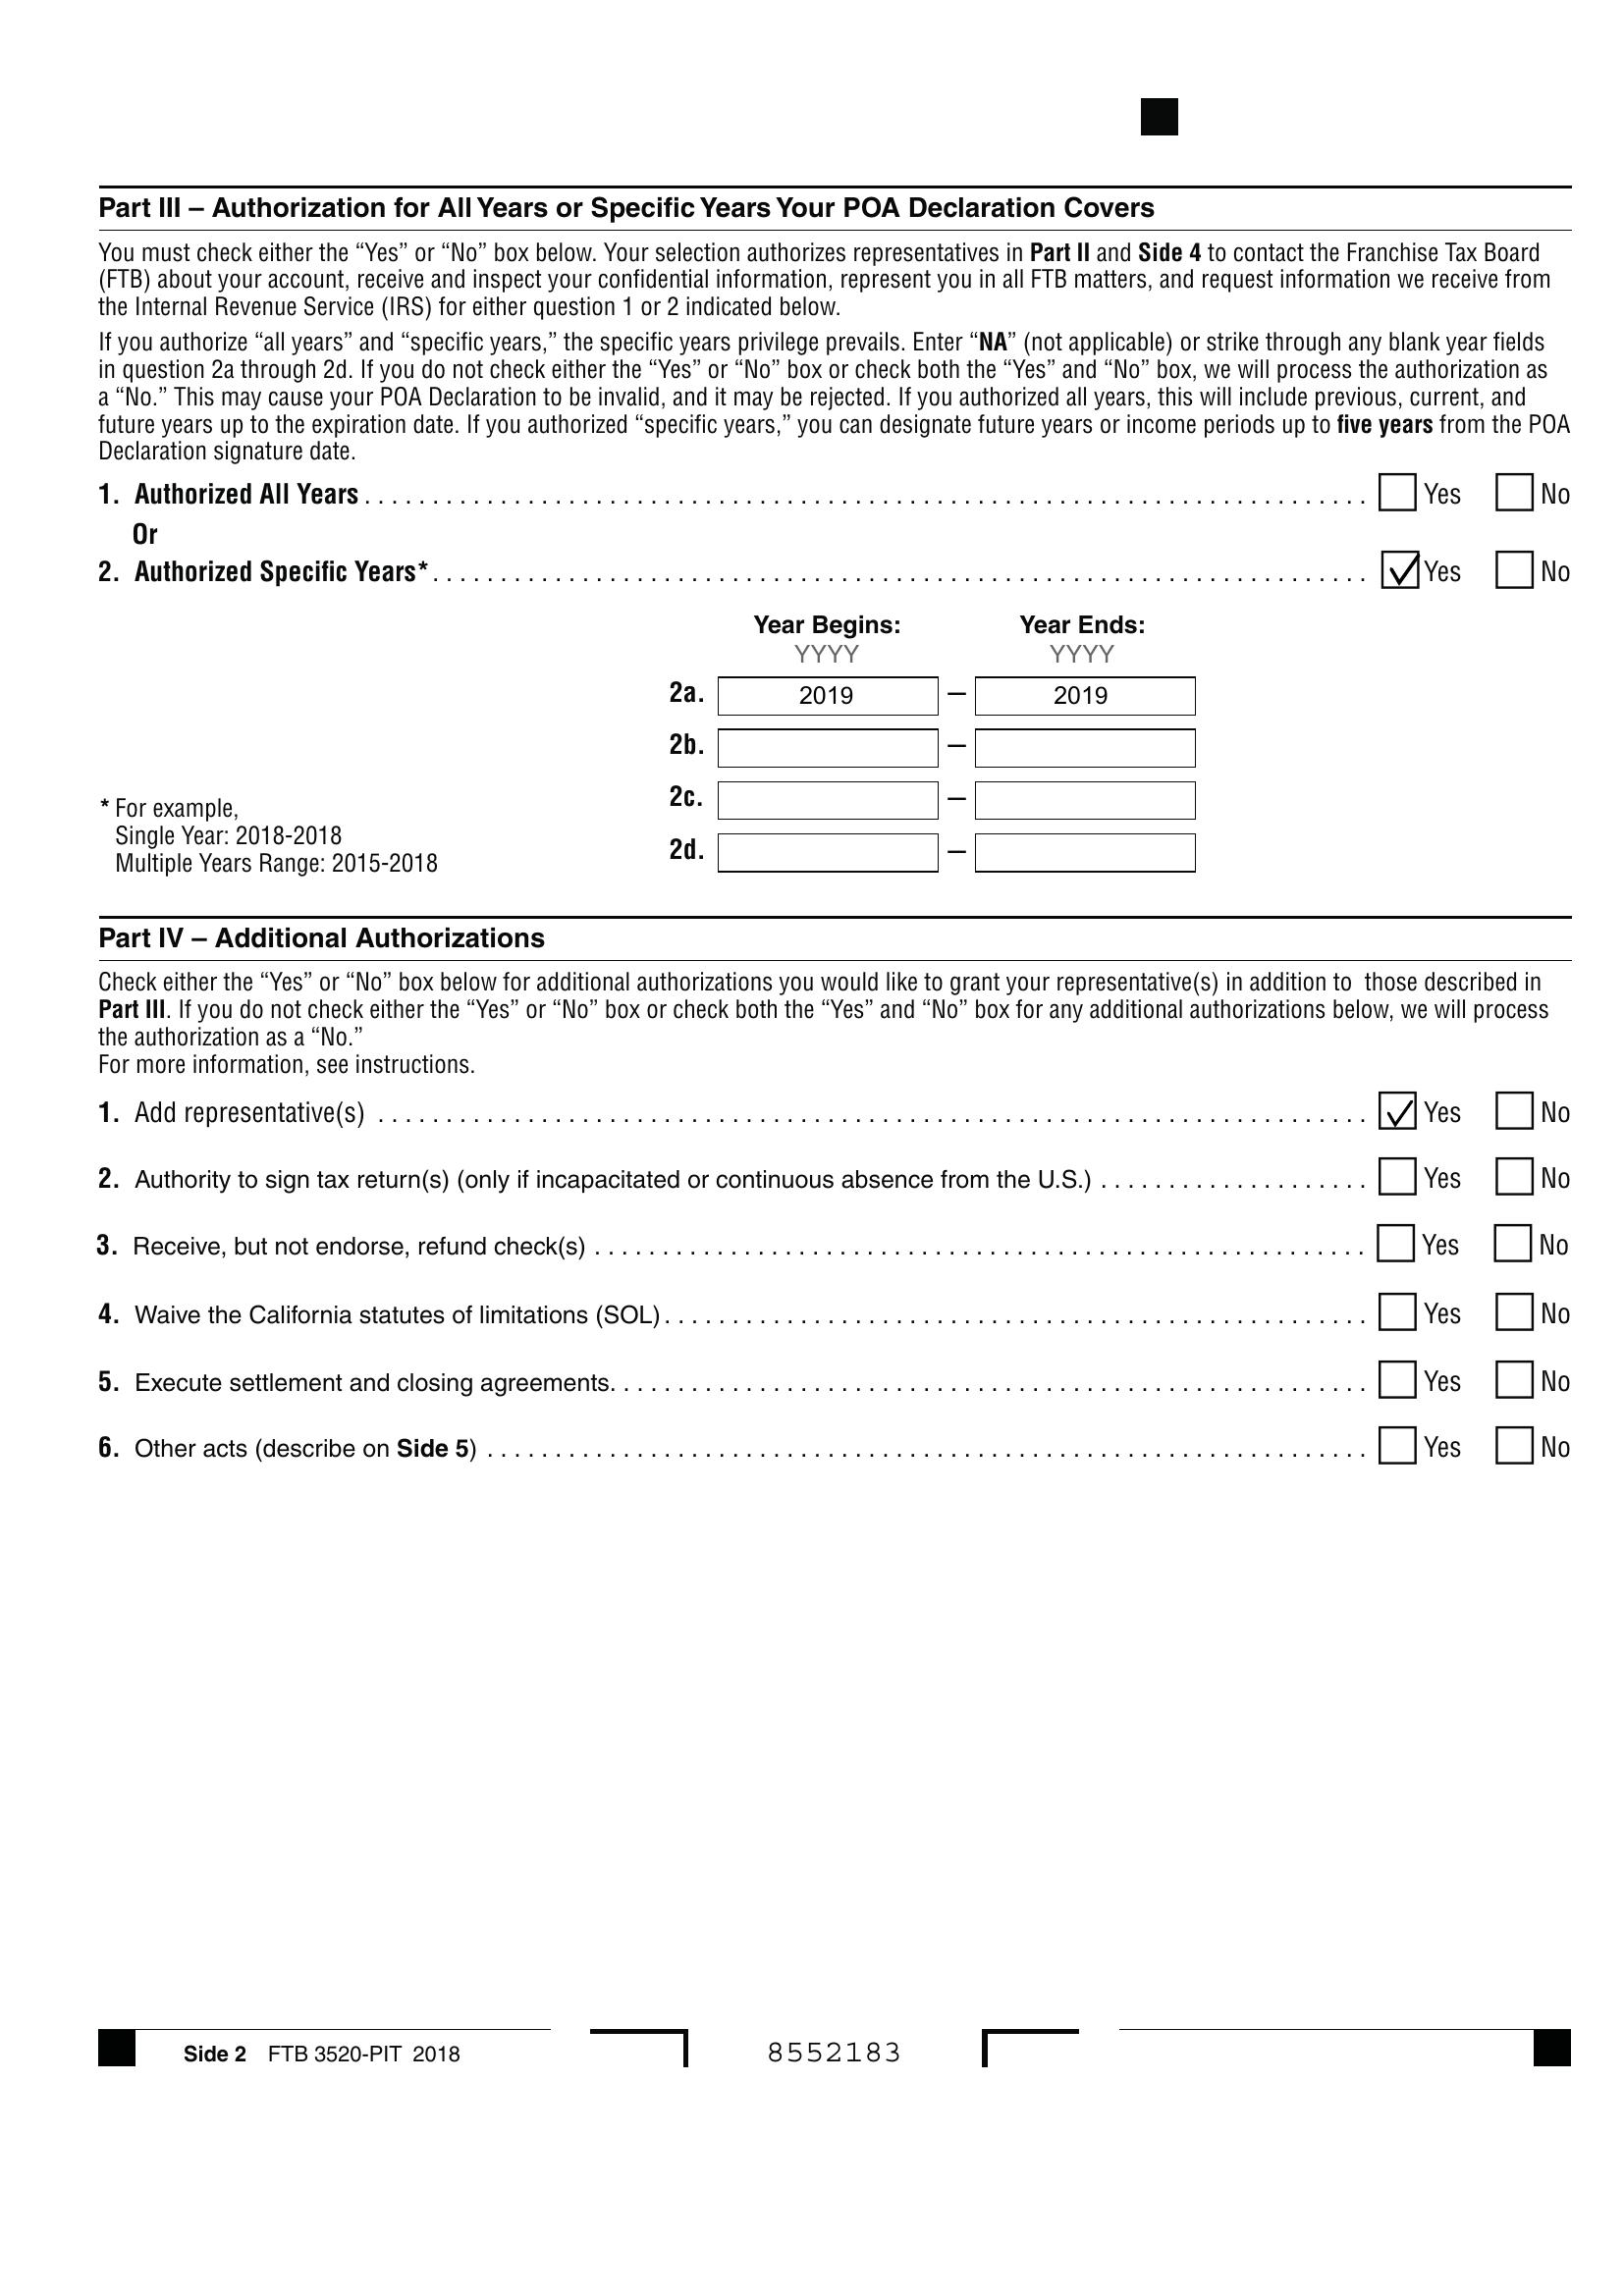 Part III – Authorization for All Years or Specific Years Your POA Declaration Covers
You must check either the “Yes” or “No” box below. Your selection authorizes representatives in Part II and Side 4 to contact the Franchise Tax Board
(FTB) about your account, receive and inspect your confidential information, represent you in all FTB matters, and request information we receive from
the Internal Revenue Service (IRS) for either question 1 or 2 indicated below.
If you authorize “all years” and “specific years,” the specific years privilege prevails. Enter “NA” (not applicable) or strike through any blank year fields
in question 2a through 2d. If you do not check either the “Yes” or “No” box or check both the “Yes” and “No” box, we will process the authorization as
a “No.” This may cause your POA Declaration to be invalid, and it may be rejected. If you authorized all years, this will include previous, current, and
future years up to the expiration date. If you authorized “specific years,” you can designate future years or income periods up to five years from the POA
Declaration signature date.
1. Authorized All Years . . . . . . . . . . . . . . . . . . . . . . . . . . . . . . . . . . . . . . . . Yes No
Or
2. Authorized Specific Years* . . . . . . . . . . . . . . . . . . . . . . . . . . . . . . . . . . . . . ✓ Yes No
Year Begins: Year Ends:
YYYY YYYY
2a. 2019 – 2019
2b. –
2c. –
2d. –
* For example,
Single Year: 2018-2018
Multiple Years Range: 2015-2018
Part IV – Additional Authorizations
Check either the “Yes” or “No” box below for additional authorizations you would like to grant your representative(s) in addition to those described in
Part III. If you do not check either the “Yes” or “No” box or check both the “Yes” and “No” box for any additional authorizations below, we will process
the authorization as a “No.”
For more information, see instructions.
1. Add representative(s) . . . . . . . . . . . . . . . . . . . . . . . . . . . . . . . . . . . . . . . . ✓ Yes No
2. Authority to sign tax return(s) (only if incapacitated or continuous absence from the U.S.) . . . . . . . . . . . . . . . . . . . . Yes No
3. Receive, but not endorse, refund check(s) . . . . . . . . . . . . . . . . . . . . . . . . . . . . . . . . Yes No
4. Waive the California statutes of limitations (SOL) . . . . . . . . . . . . . . . . . . . . . . . . . . . . . Yes No
5. Execute settlement and closing agreements. . . . . . . . . . . . . . . . . . . . . . . . . . . . . . . . Yes No
6. Other acts (describe on Side 5) . . . . . . . . . . . . . . . . . . . . . . . . . . . . . . . . . . . . Yes No
Side 2 FTB 3520-PIT 2018 8552183